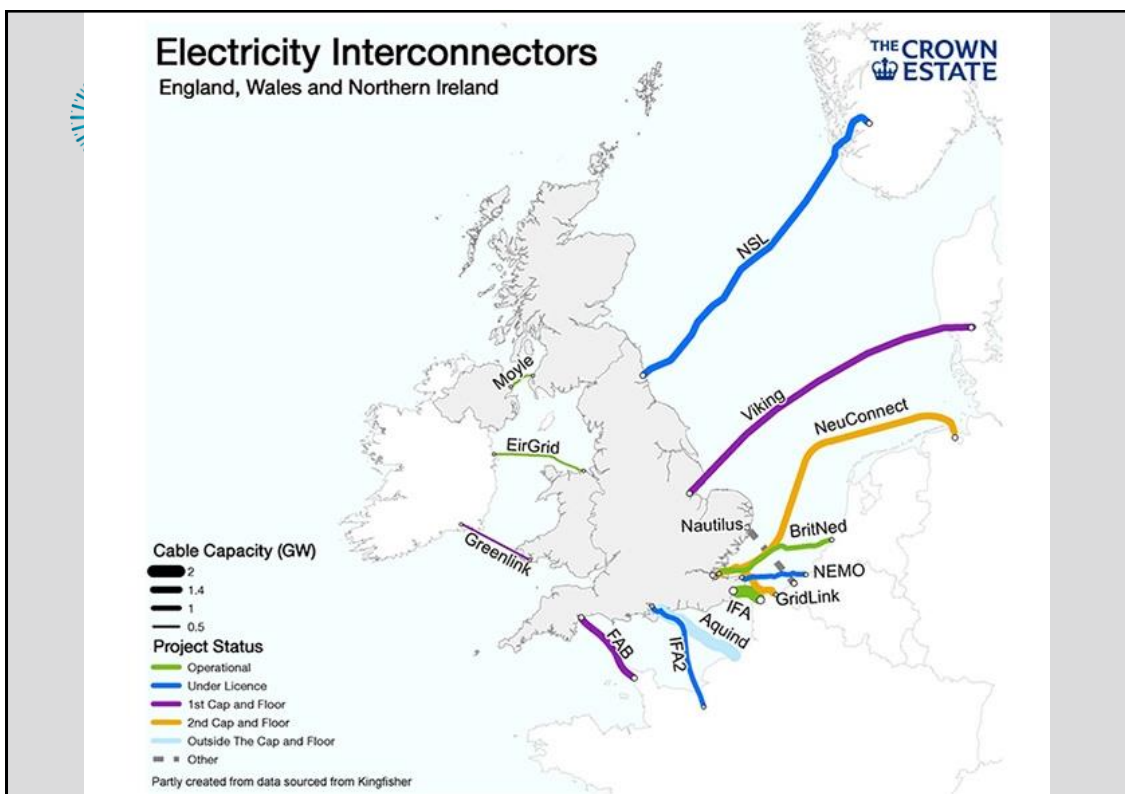 Electricity Interconnectors
England, Wales and Northern Ireland
THE CROWN
ESTATE
NSL
Viking
NeuConnect
Moyle
EirGrid
Greenlink
Nautilus
BritNed
NEMO
GridLink
IFA
Aquind
IFA2
FAB
Cable Capacity (GW)
2
1.4
1
0.5
Project Status
Operational
Under Licence
1st Cap and Floor
2nd Cap and Floor
Outside The Cap and Floor
Other
Partly created from data sourced from Kingfisher